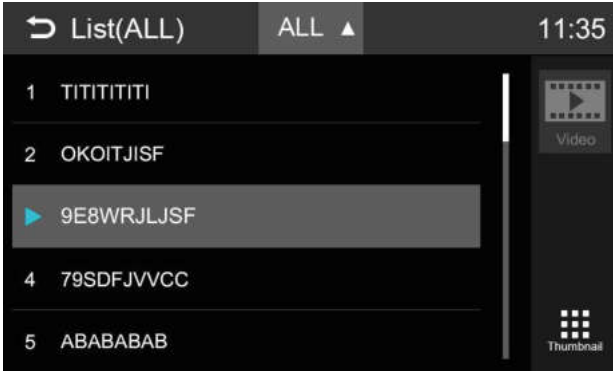 List(ALL) ALL ▲ 11:35
1 TITITITITI
2 OKOITJISF
9E8WRJLJSF
4 79SDFJVVCC
5 ABABABAB
Video
Thumbnail